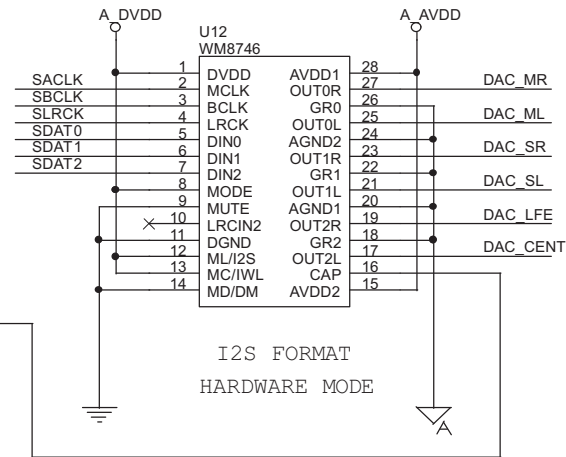 A_DVDD
A_AVDD
U12
WM8746
1 DVDD AVDD1 28
SACLK 2 MCLK OUT0R 27 DAC_MR
SBCLK 3 BCLK GR0 26
SLRCK 4 LRCK OUT0L 25 DAC_ML
SDAT0 5 DIN0 AGND2 24
SDAT1 6 DIN1 OUT1R 23 DAC_SR
SDAT2 7 DIN2 GR1 22
8 MODE OUT1L 21 DAC_SL
9 MUTE AGND1 20
10 LRCIN2 OUT2R 19 DAC_LFE
11 DGND GR2 18
12 ML/I2S OUT2L 17 DAC_CENT
13 MC/IWL CAP 16
14 MD/DM AVDD2 15
I2S FORMAT
HARDWARE MODE
A